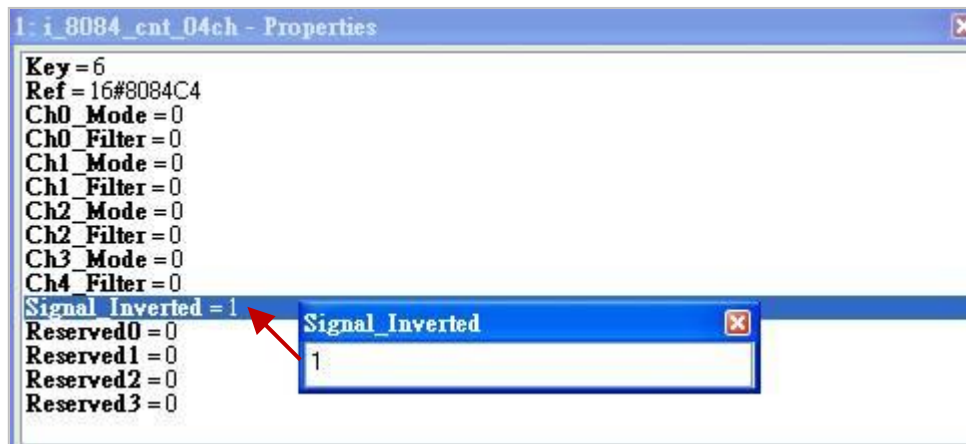 1: i_8084_cnt_04ch - Properties
Key = 6
Ref = 16#8084C4
Ch0_Mode = 0
Ch0_Filter = 0
Ch1_Mode = 0
Ch1_Filter = 0
Ch2_Mode = 0
Ch2_Filter = 0
Ch3_Mode = 0
Ch4_Filter = 0
Signal_Inverted = 1
Reserved0 = 0
Reserved1 = 0
Reserved2 = 0
Reserved3 = 0
Signal_Inverted
1